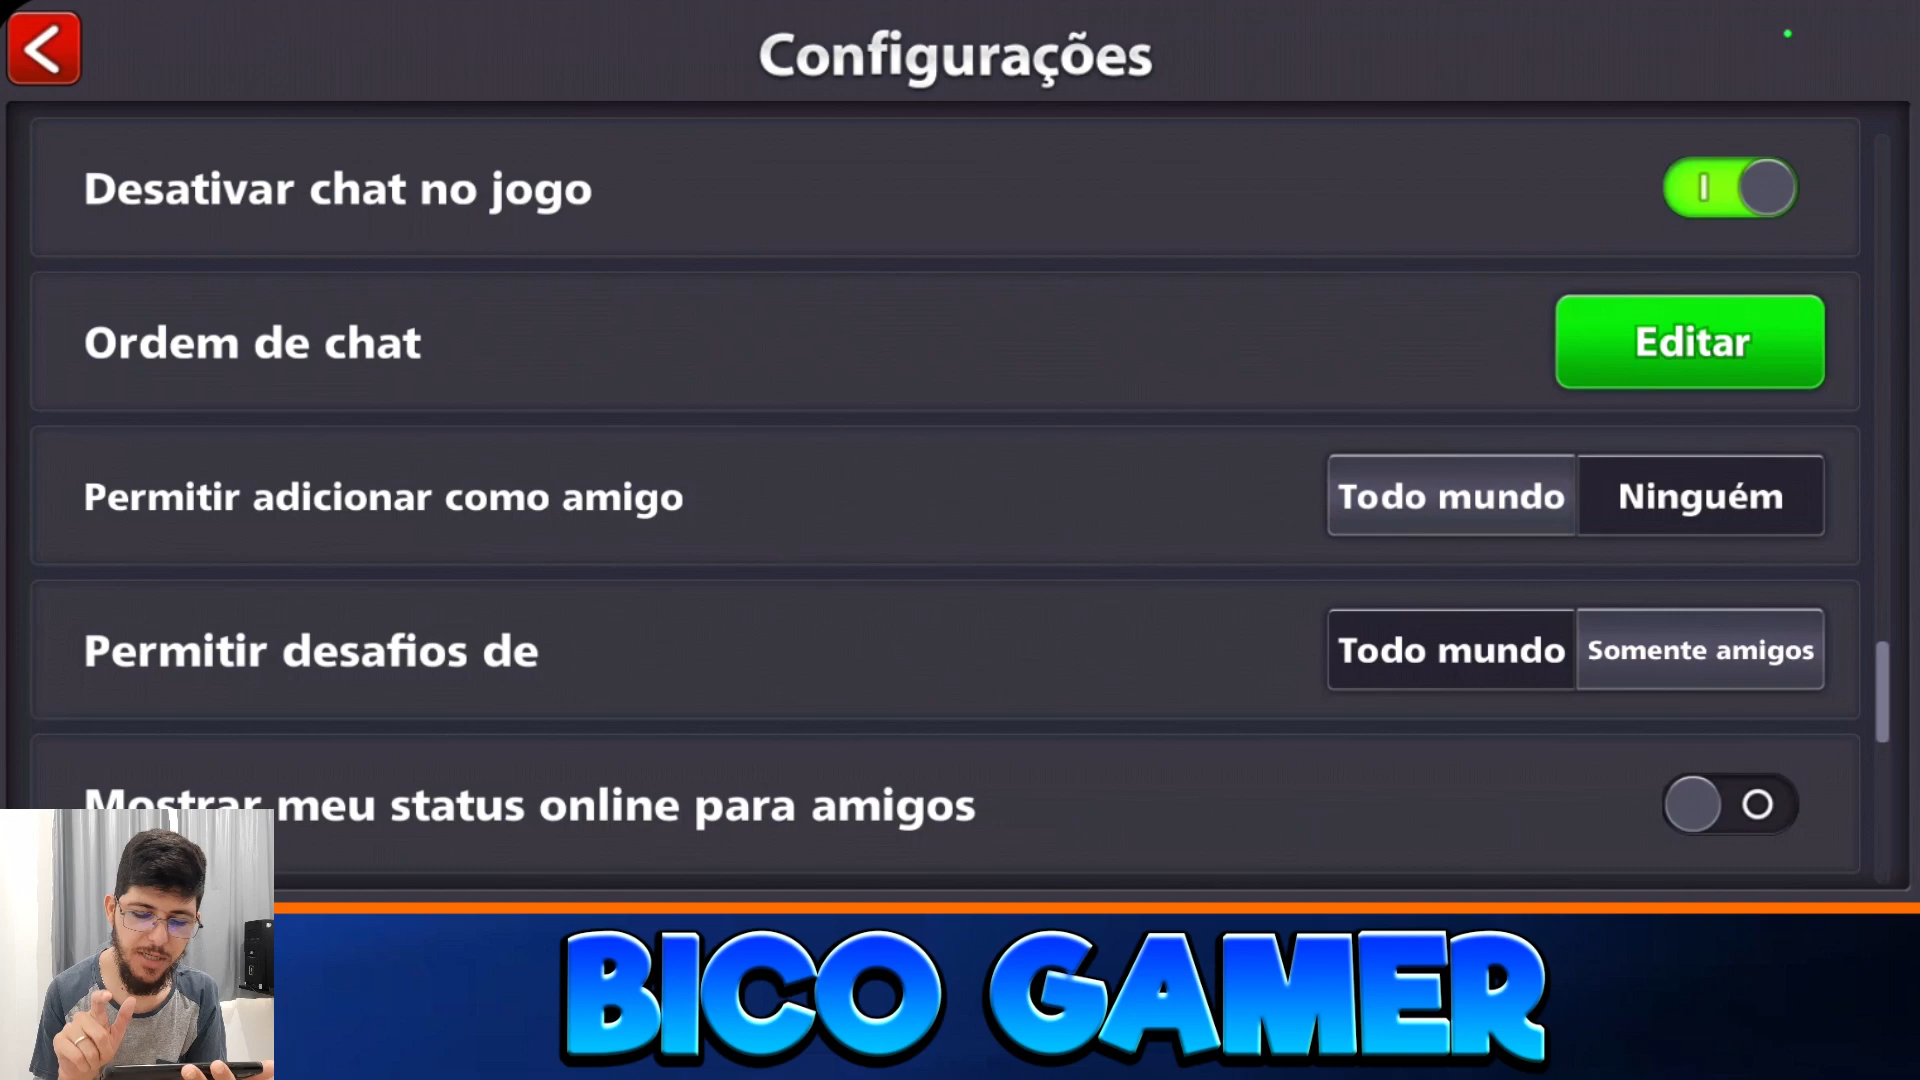 Configurações
Desativar chat no jogo
Ordem de chat
Editar
Permitir adicionar como amigo
Todo mundo
Ninguém
Permitir desafios de
Todo mundo
Somente amigos
Mostrar meu status online para amigos
BICO GAMER